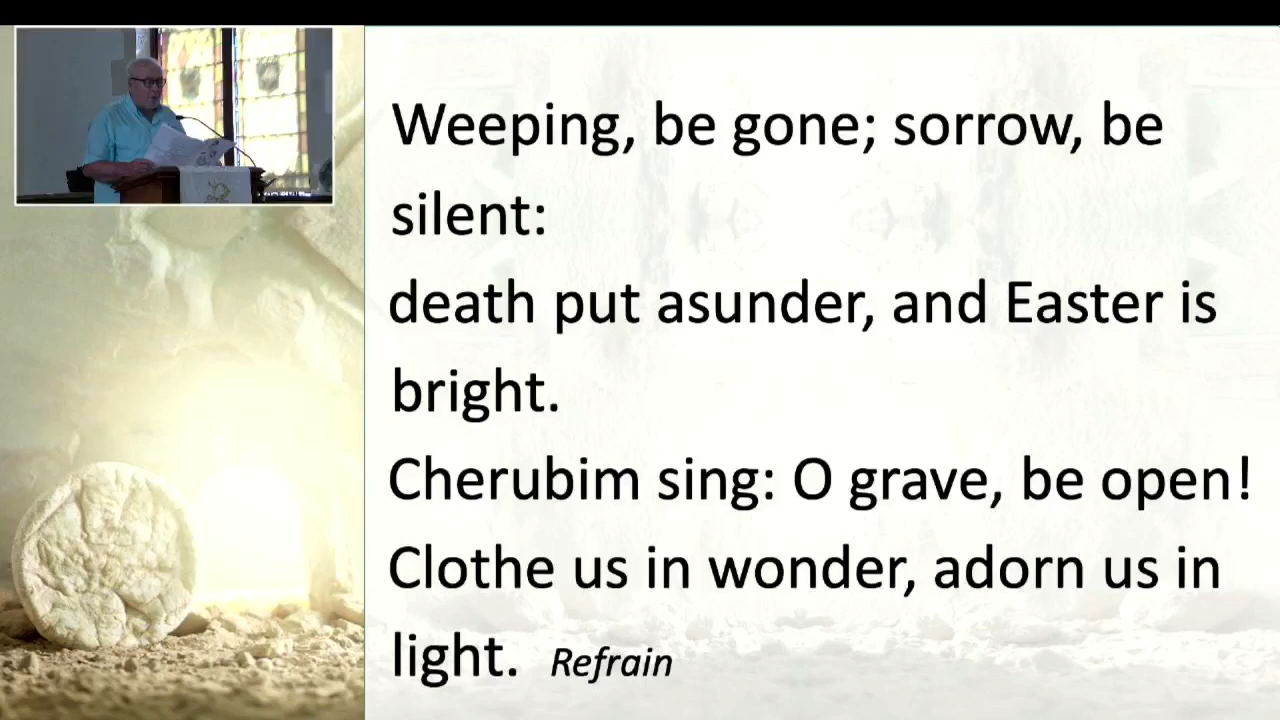 Weeping, be gone; sorrow, be
silent:
death put asunder, and Easter is
bright.
Cherubim sing: O grave, be open!
Clothe us in wonder, adorn us in
light. Refrain